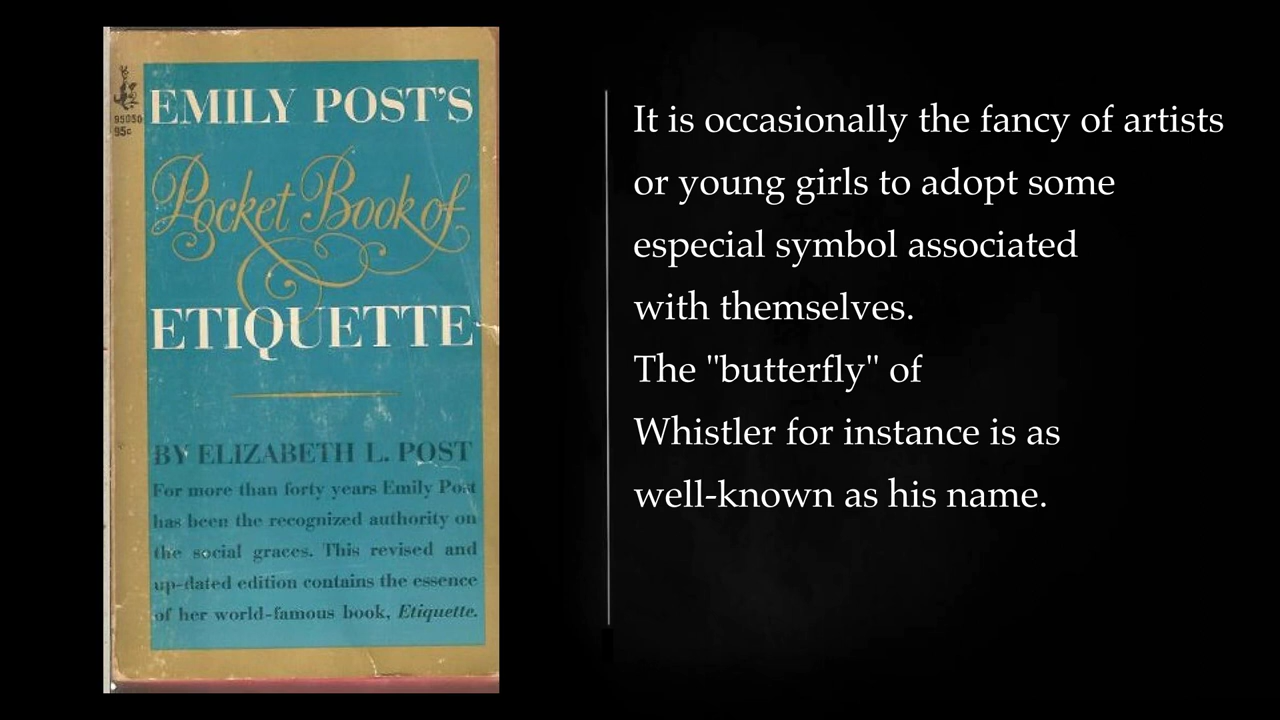 EMILY POST'S
Pocket Book of
ETIQUETTE
95050
95c
BY ELIZABETH L. POST
For more than forty years Emily Post
has been the recognized authority on
the social graces. This revised and
up-dated edition contains the essence
of her world-famous book, Etiquette.
It is occasionally the fancy of artists
or young girls to adopt some
especial symbol associated
with themselves.
The "butterfly" of
Whistler for instance is as
well-known as his name.